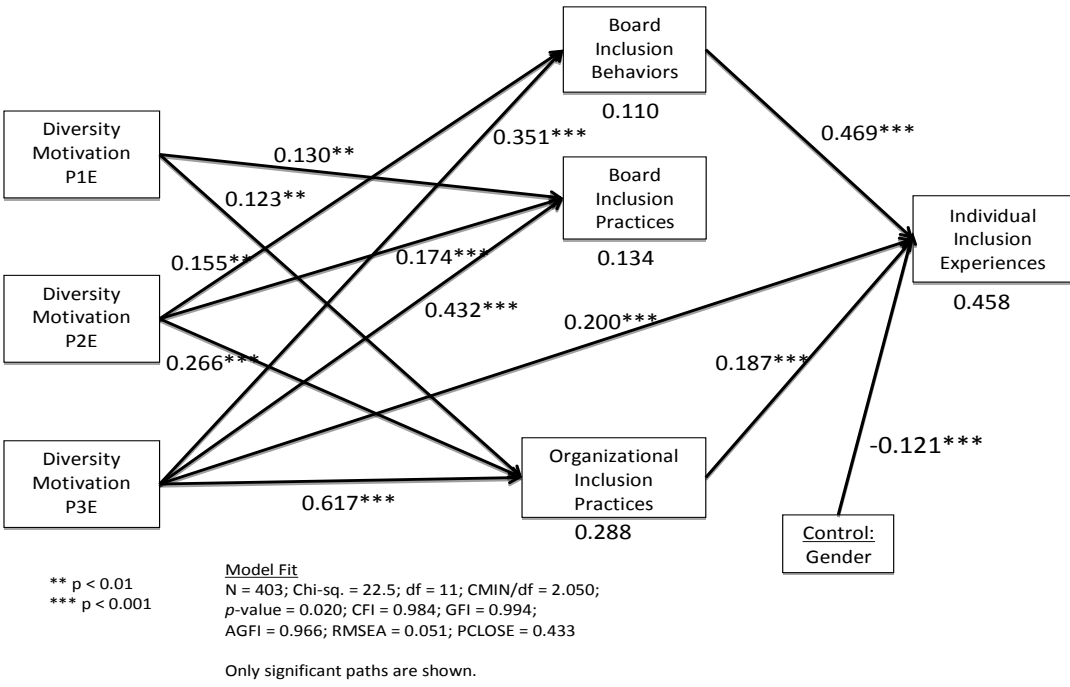 Board
Inclusion
Behaviors
0.110
0.351***
0.469***
Diversity
Motivation
P1E
0.130**
0.123**
Board
Inclusion
Practices
0.134
Individual
Inclusion
Experiences
0.458
0.155**
0.174***
Diversity
Motivation
P2E
0.432***
0.200***
0.266***
0.187***
Diversity
Motivation
P3E
0.617***
Organizational
Inclusion
Practices
0.288
-0.121***
Control:
Gender
** p < 0.01
*** p < 0.001
Model Fit
N = 403; Chi-sq. = 22.5; df = 11; CMIN/df = 2.050;
p-value = 0.020; CFI = 0.984; GFI = 0.994;
AGFI = 0.966; RMSEA = 0.051; PCLOSE = 0.433
Only significant paths are shown.